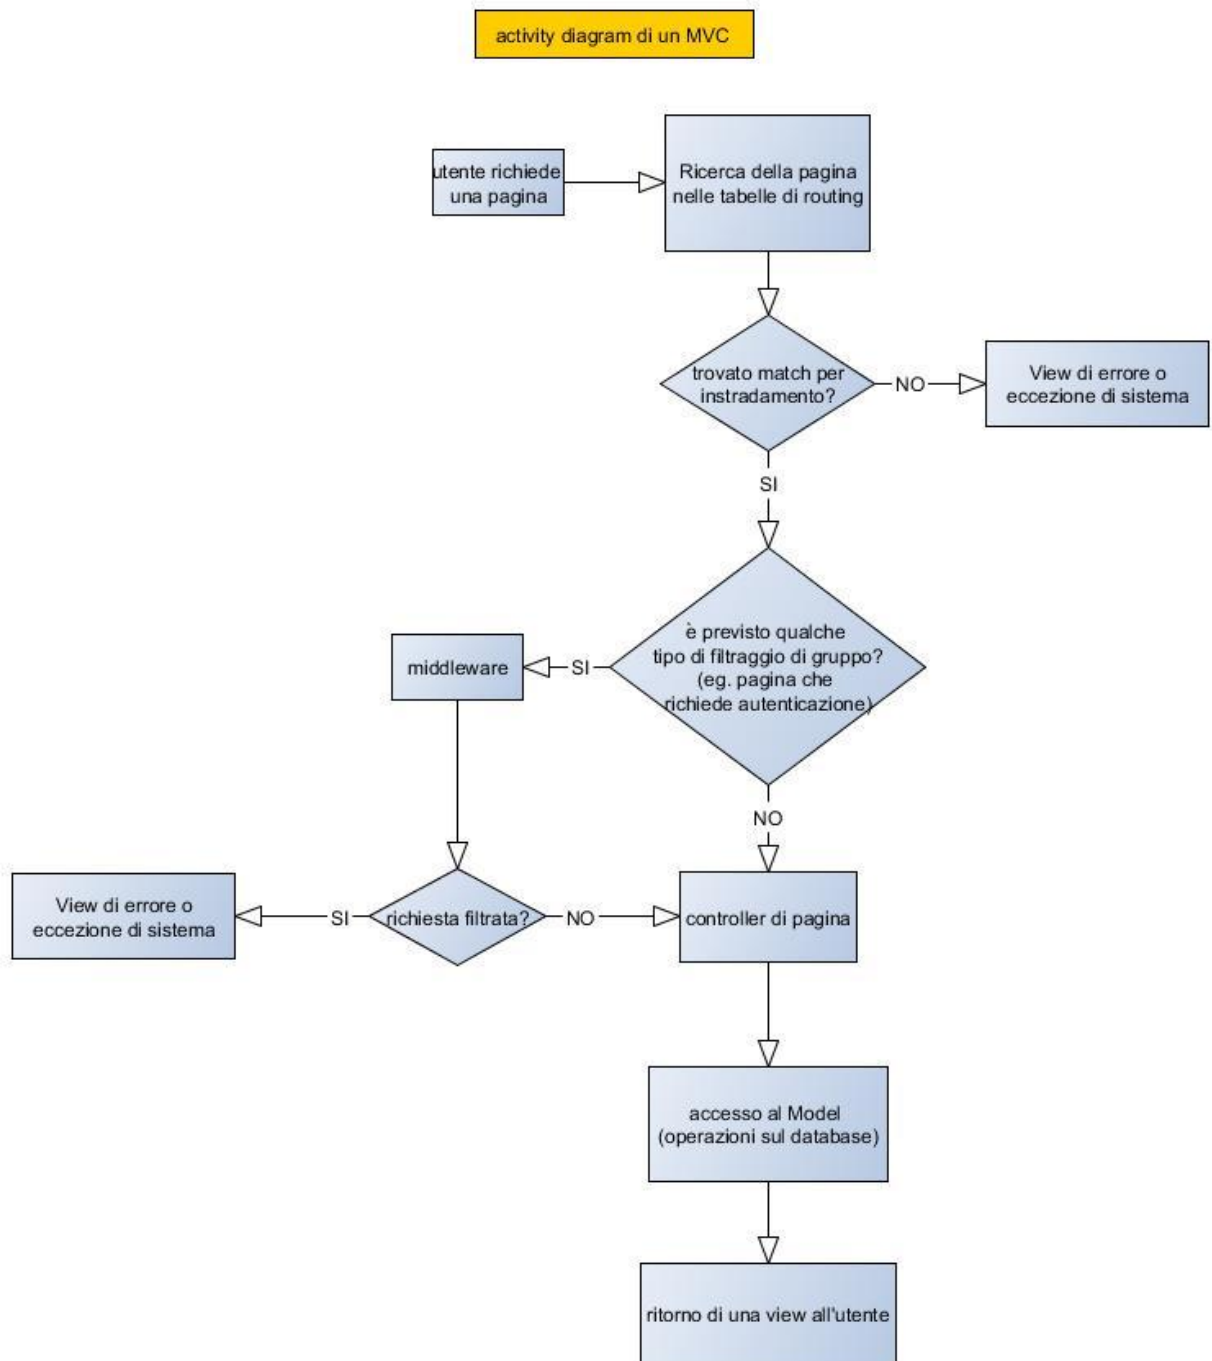 activity diagram di un MVC
utente richiede
una pagina
Ricerca della pagina
nelle tabelle di routing
trovato match per
instradamento?
NO
View di errore o
eccezione di sistema
SI
è previsto qualche
tipo di filtraggio di gruppo?
(eg. pagina che
richiede autenticazione)
SI
middleware
NO
View di errore o
eccezione di sistema
SI
richiesta filtrata?
NO
controller di pagina
accesso al Model
(operazioni sul database)
ritorno di una view all'utente